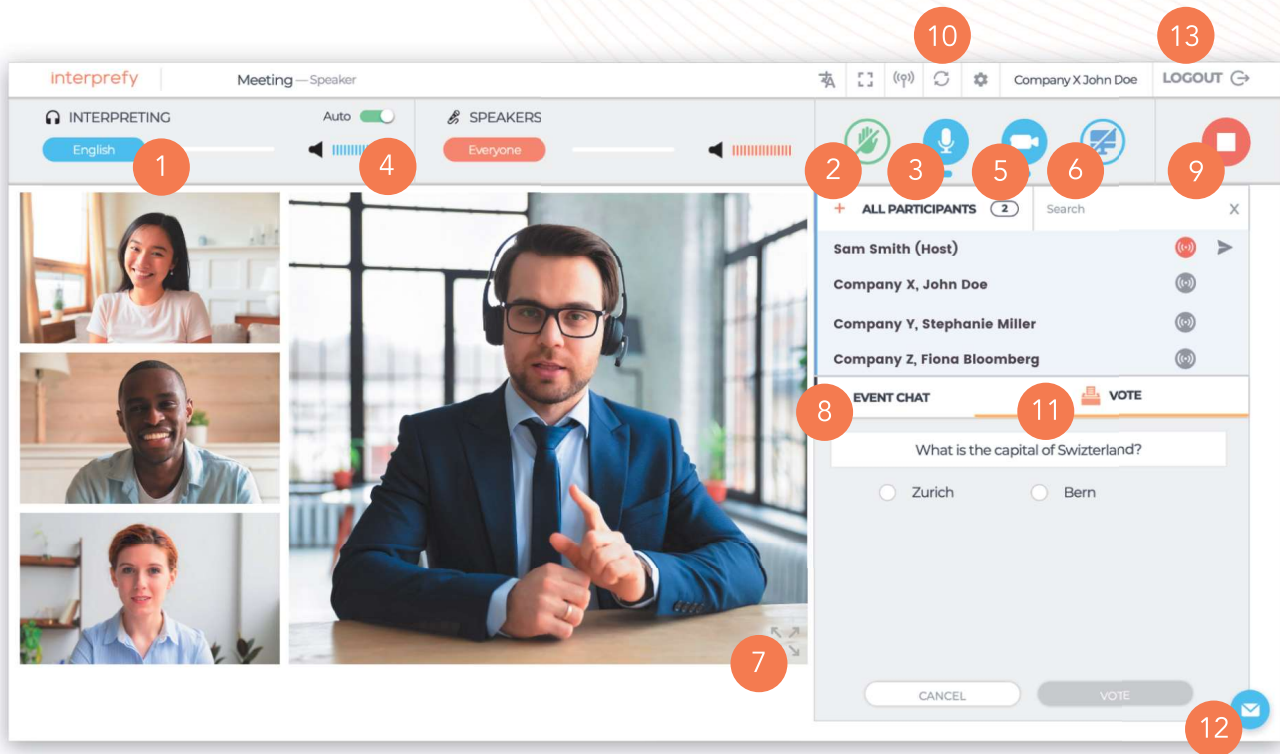 10
13
interprefy
Meeting — Speaker
Company X John Doe
LOGOUT
INTERPRETING
Auto
SPEAKERS
English
Everyone
1
4
2
3
5
6
9
+ ALL PARTICIPANTS 2
Search
X
Sam Smith (Host)
Company X, John Doe
Company Y, Stephanie Miller
Company Z, Fiona Bloomberg
8
EVENT CHAT
11
VOTE
What is the capital of Swizterland?
Zurich
Bern
7
CANCEL
VOTE
12